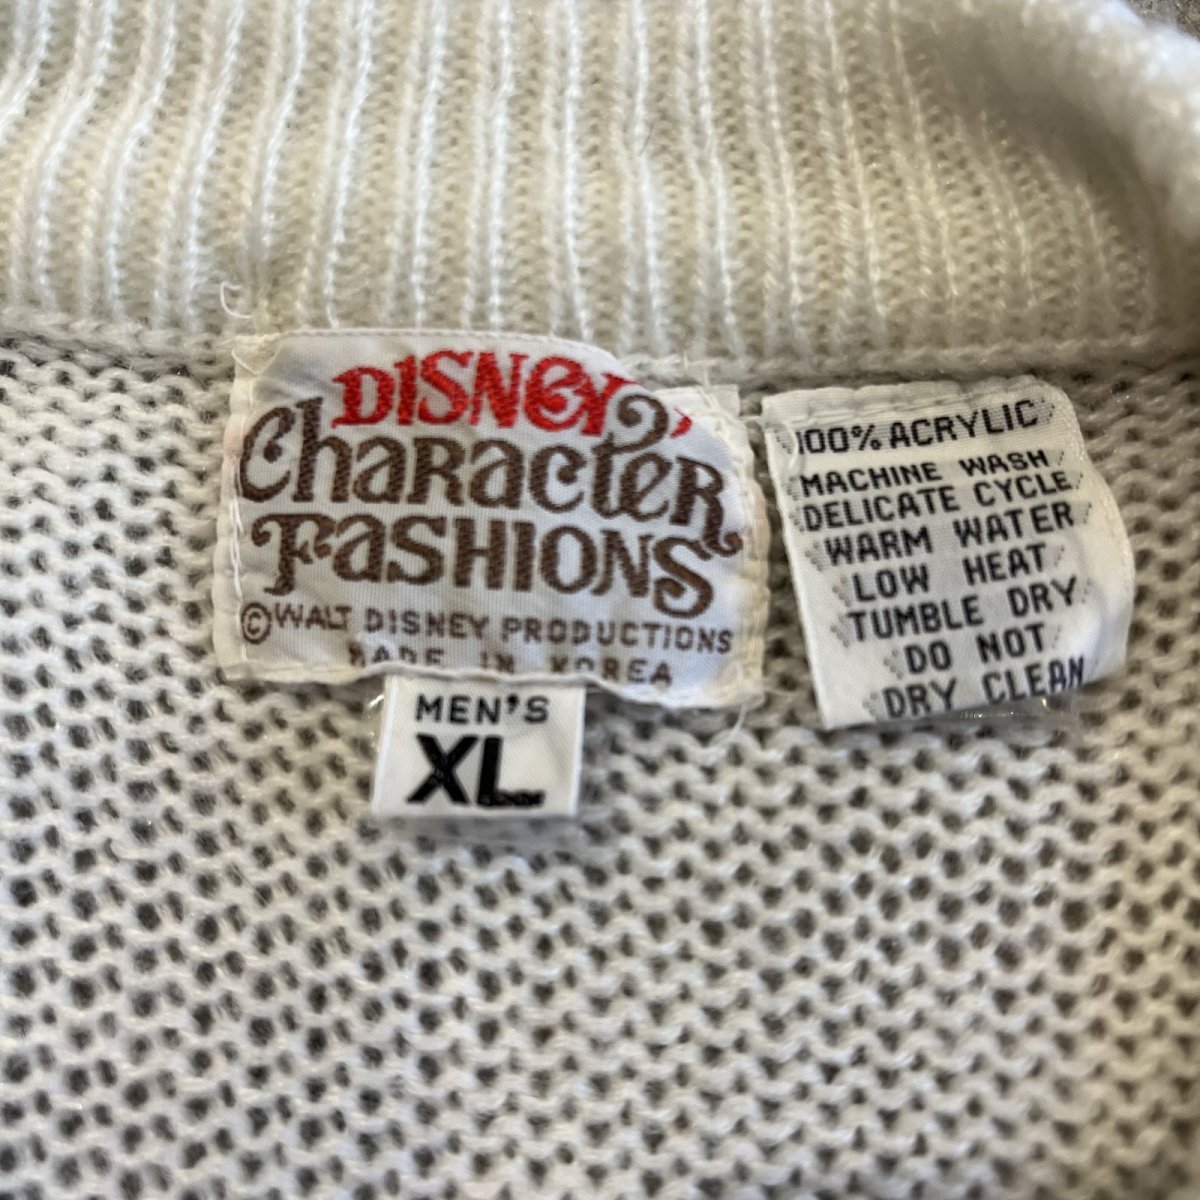 DISNEY
Character
Fashions
©WALT DISNEY PRODUCTIONS
MADE IN KOREA
MEN'S
XL
100% ACRYLIC
MACHINE WASH
DELICATE CYCLE
WARM WATER
LOW HEAT
TUMBLE DRY
DO NOT
DRY CLEAN